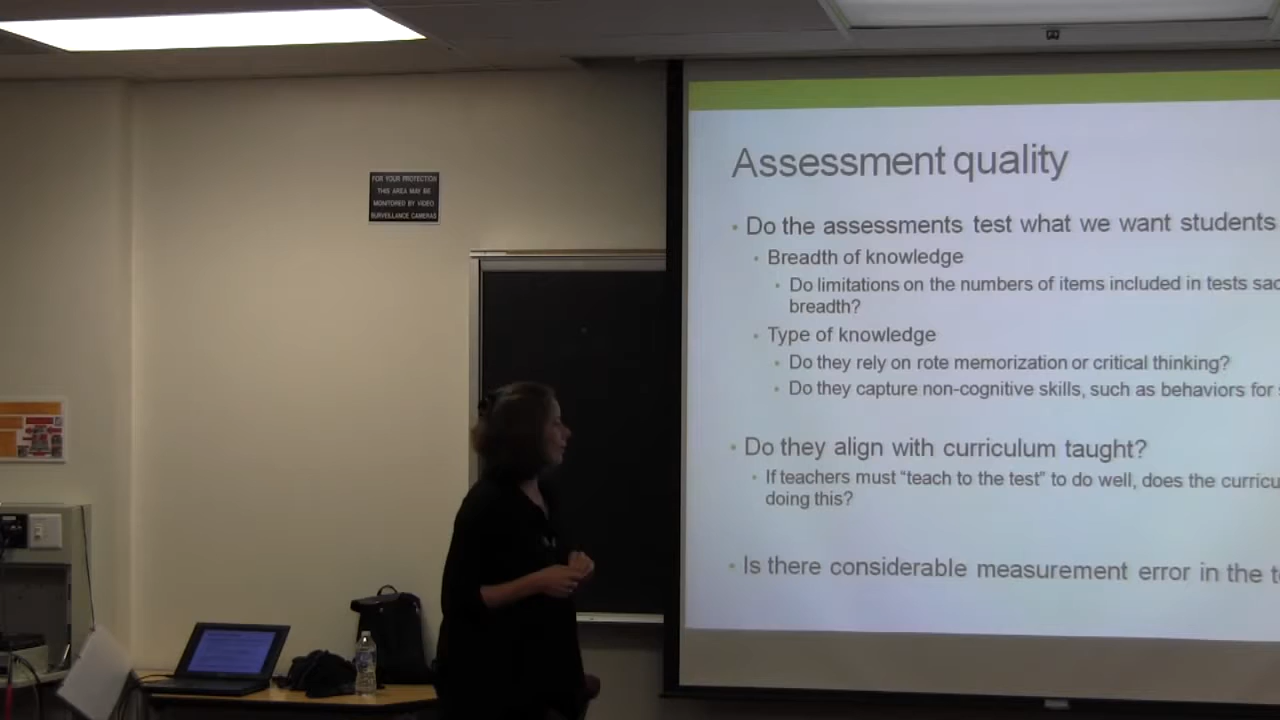 FOR YOUR PROTECTION
THIS AREA MAY BE
MONITORED BY VIDEO
SURVEILLANCE CAMERAS
Assessment quality
• Do the assessments test what we want students
• Breadth of knowledge
• Do limitations on the numbers of items included in tests sac
breadth?
• Type of knowledge
• Do they rely on rote memorization or critical thinking?
• Do they capture non-cognitive skills, such as behaviors for
• Do they align with curriculum taught?
• If teachers must “teach to the test” to do well, does the curricu
doing this?
• Is there considerable measurement error in the t